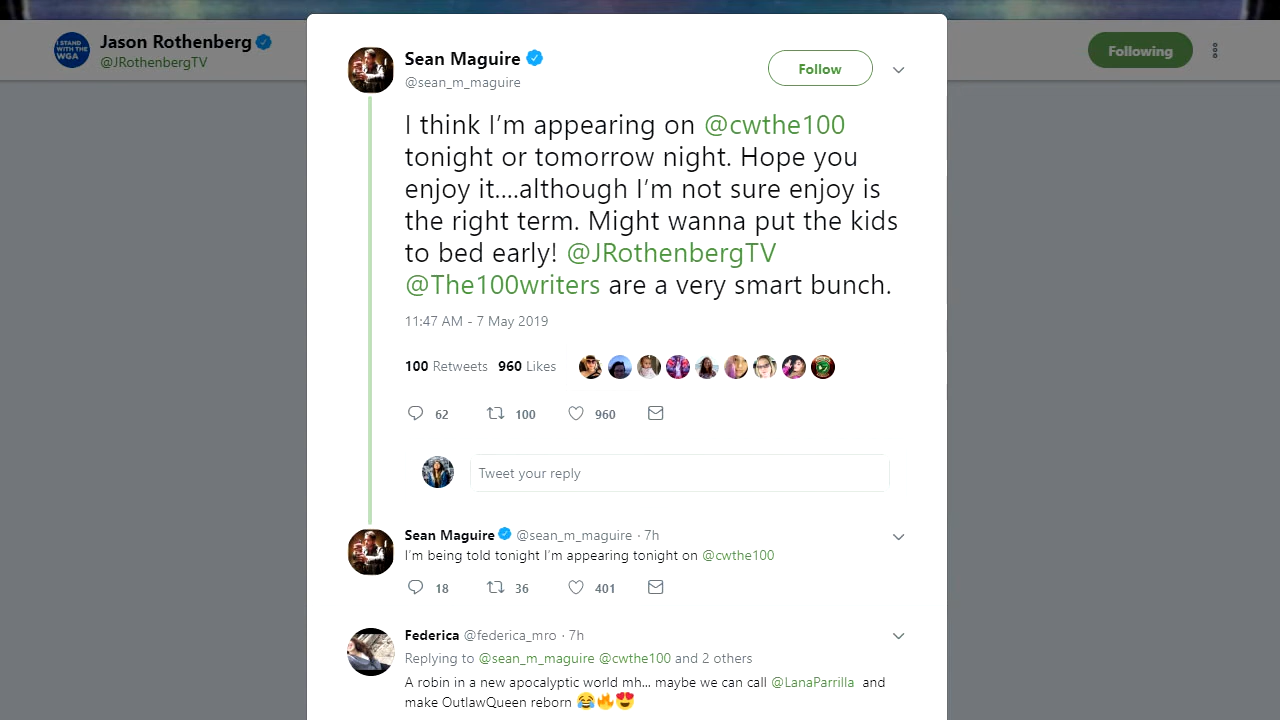 I STAND WITH THE WGA
Jason Rothenberg
@JRothenbergTV
Following
Sean Maguire
@sean_m_maguire
Follow
I think I’m appearing on @cwthe100
tonight or tomorrow night. Hope you
enjoy it....although I’m not sure enjoy is
the right term. Might wanna put the kids
to bed early! @JRothenbergTV
@The100writers are a very smart bunch.
11:47 AM - 7 May 2019
100 Retweets 960 Likes
62 100 960
Tweet your reply
Sean Maguire @sean_m_maguire · 7h
I’m being told tonight I’m appearing tonight on @cwthe100
18 36 401
Federica @federica_mro · 7h
Replying to @sean_m_maguire @cwthe100 and 2 others
A robin in a new apocalyptic world mh... maybe we can call @LanaParrilla and
make OutlawQueen reborn 😂🔥😍